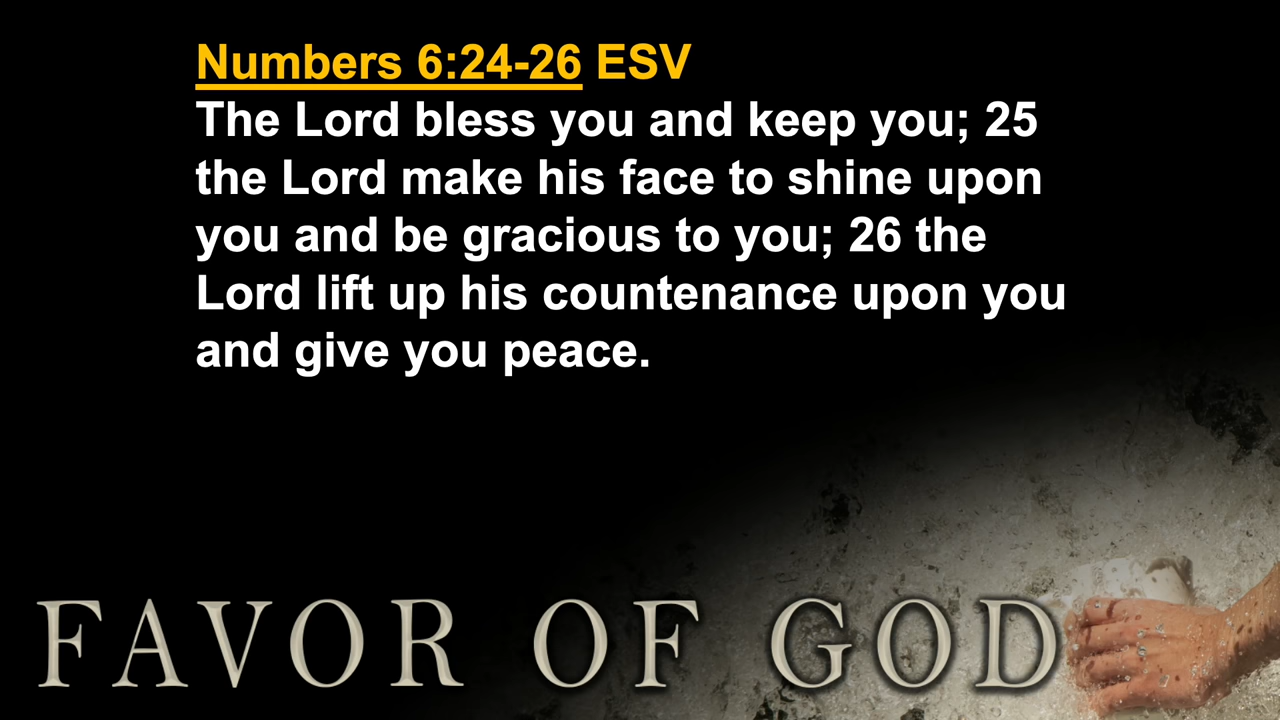 Numbers 6:24-26 ESV
The Lord bless you and keep you; 25
the Lord make his face to shine upon
you and be gracious to you; 26 the
Lord lift up his countenance upon you
and give you peace.
FAVOR OF GOD